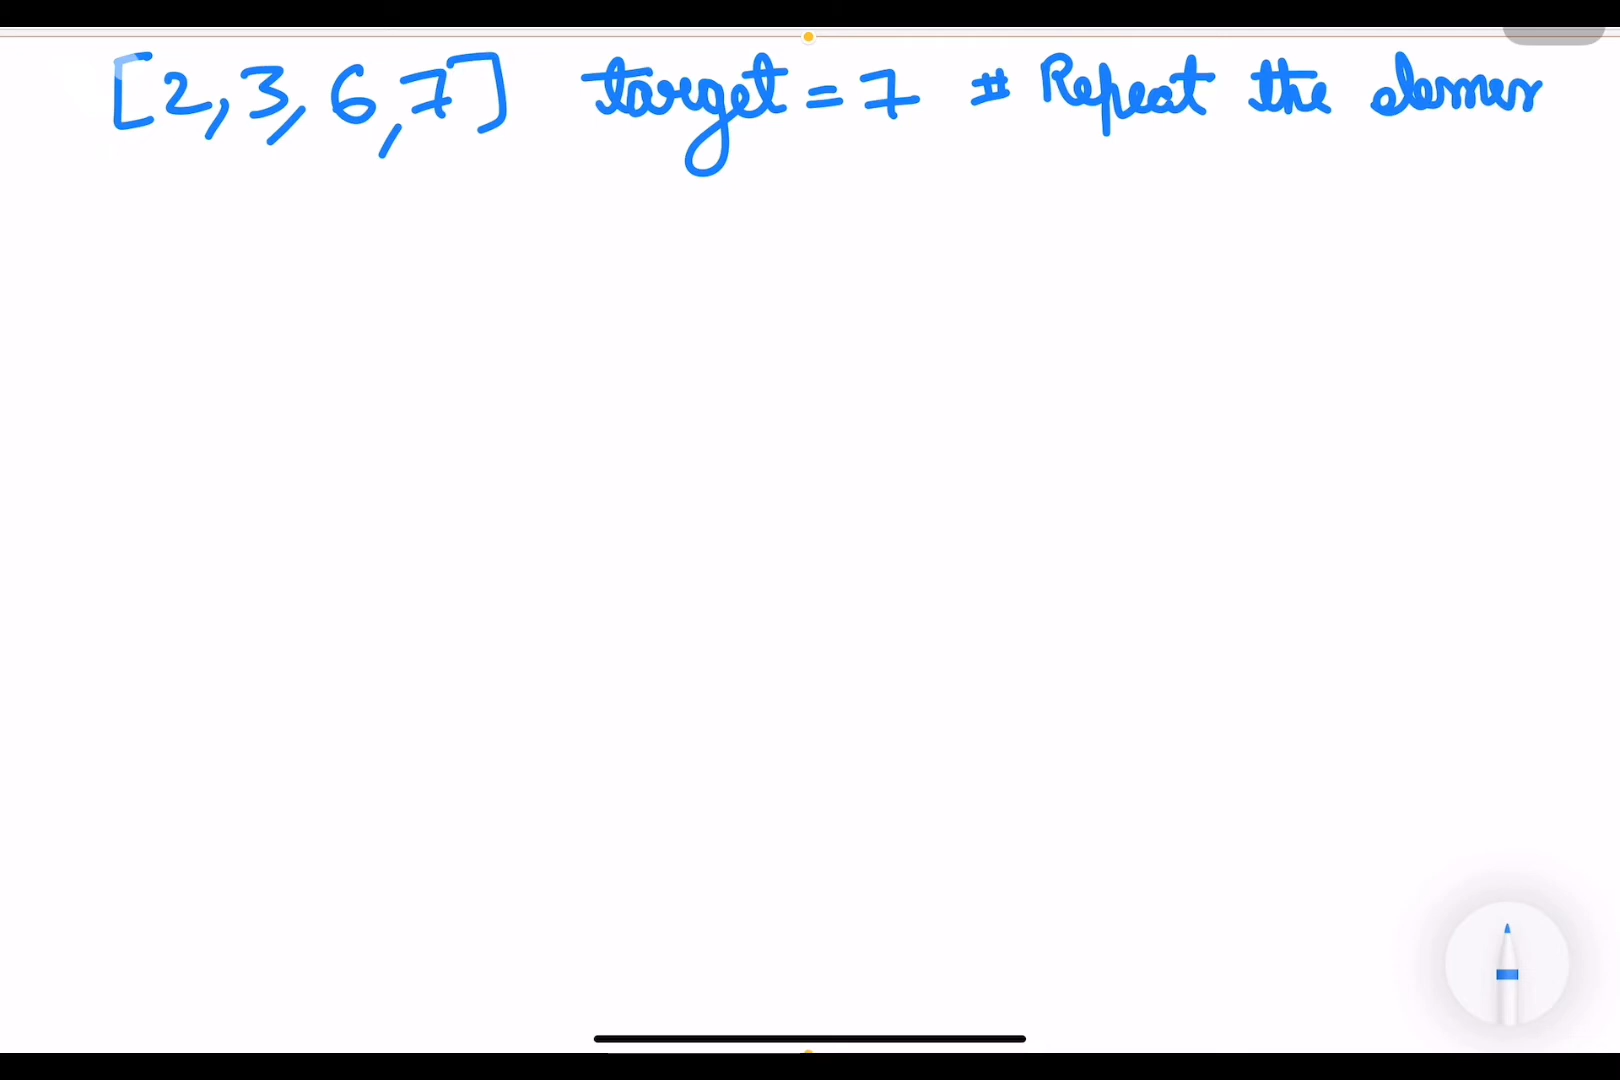 [2, 3, 6, 7] target = 7 # Repeat the